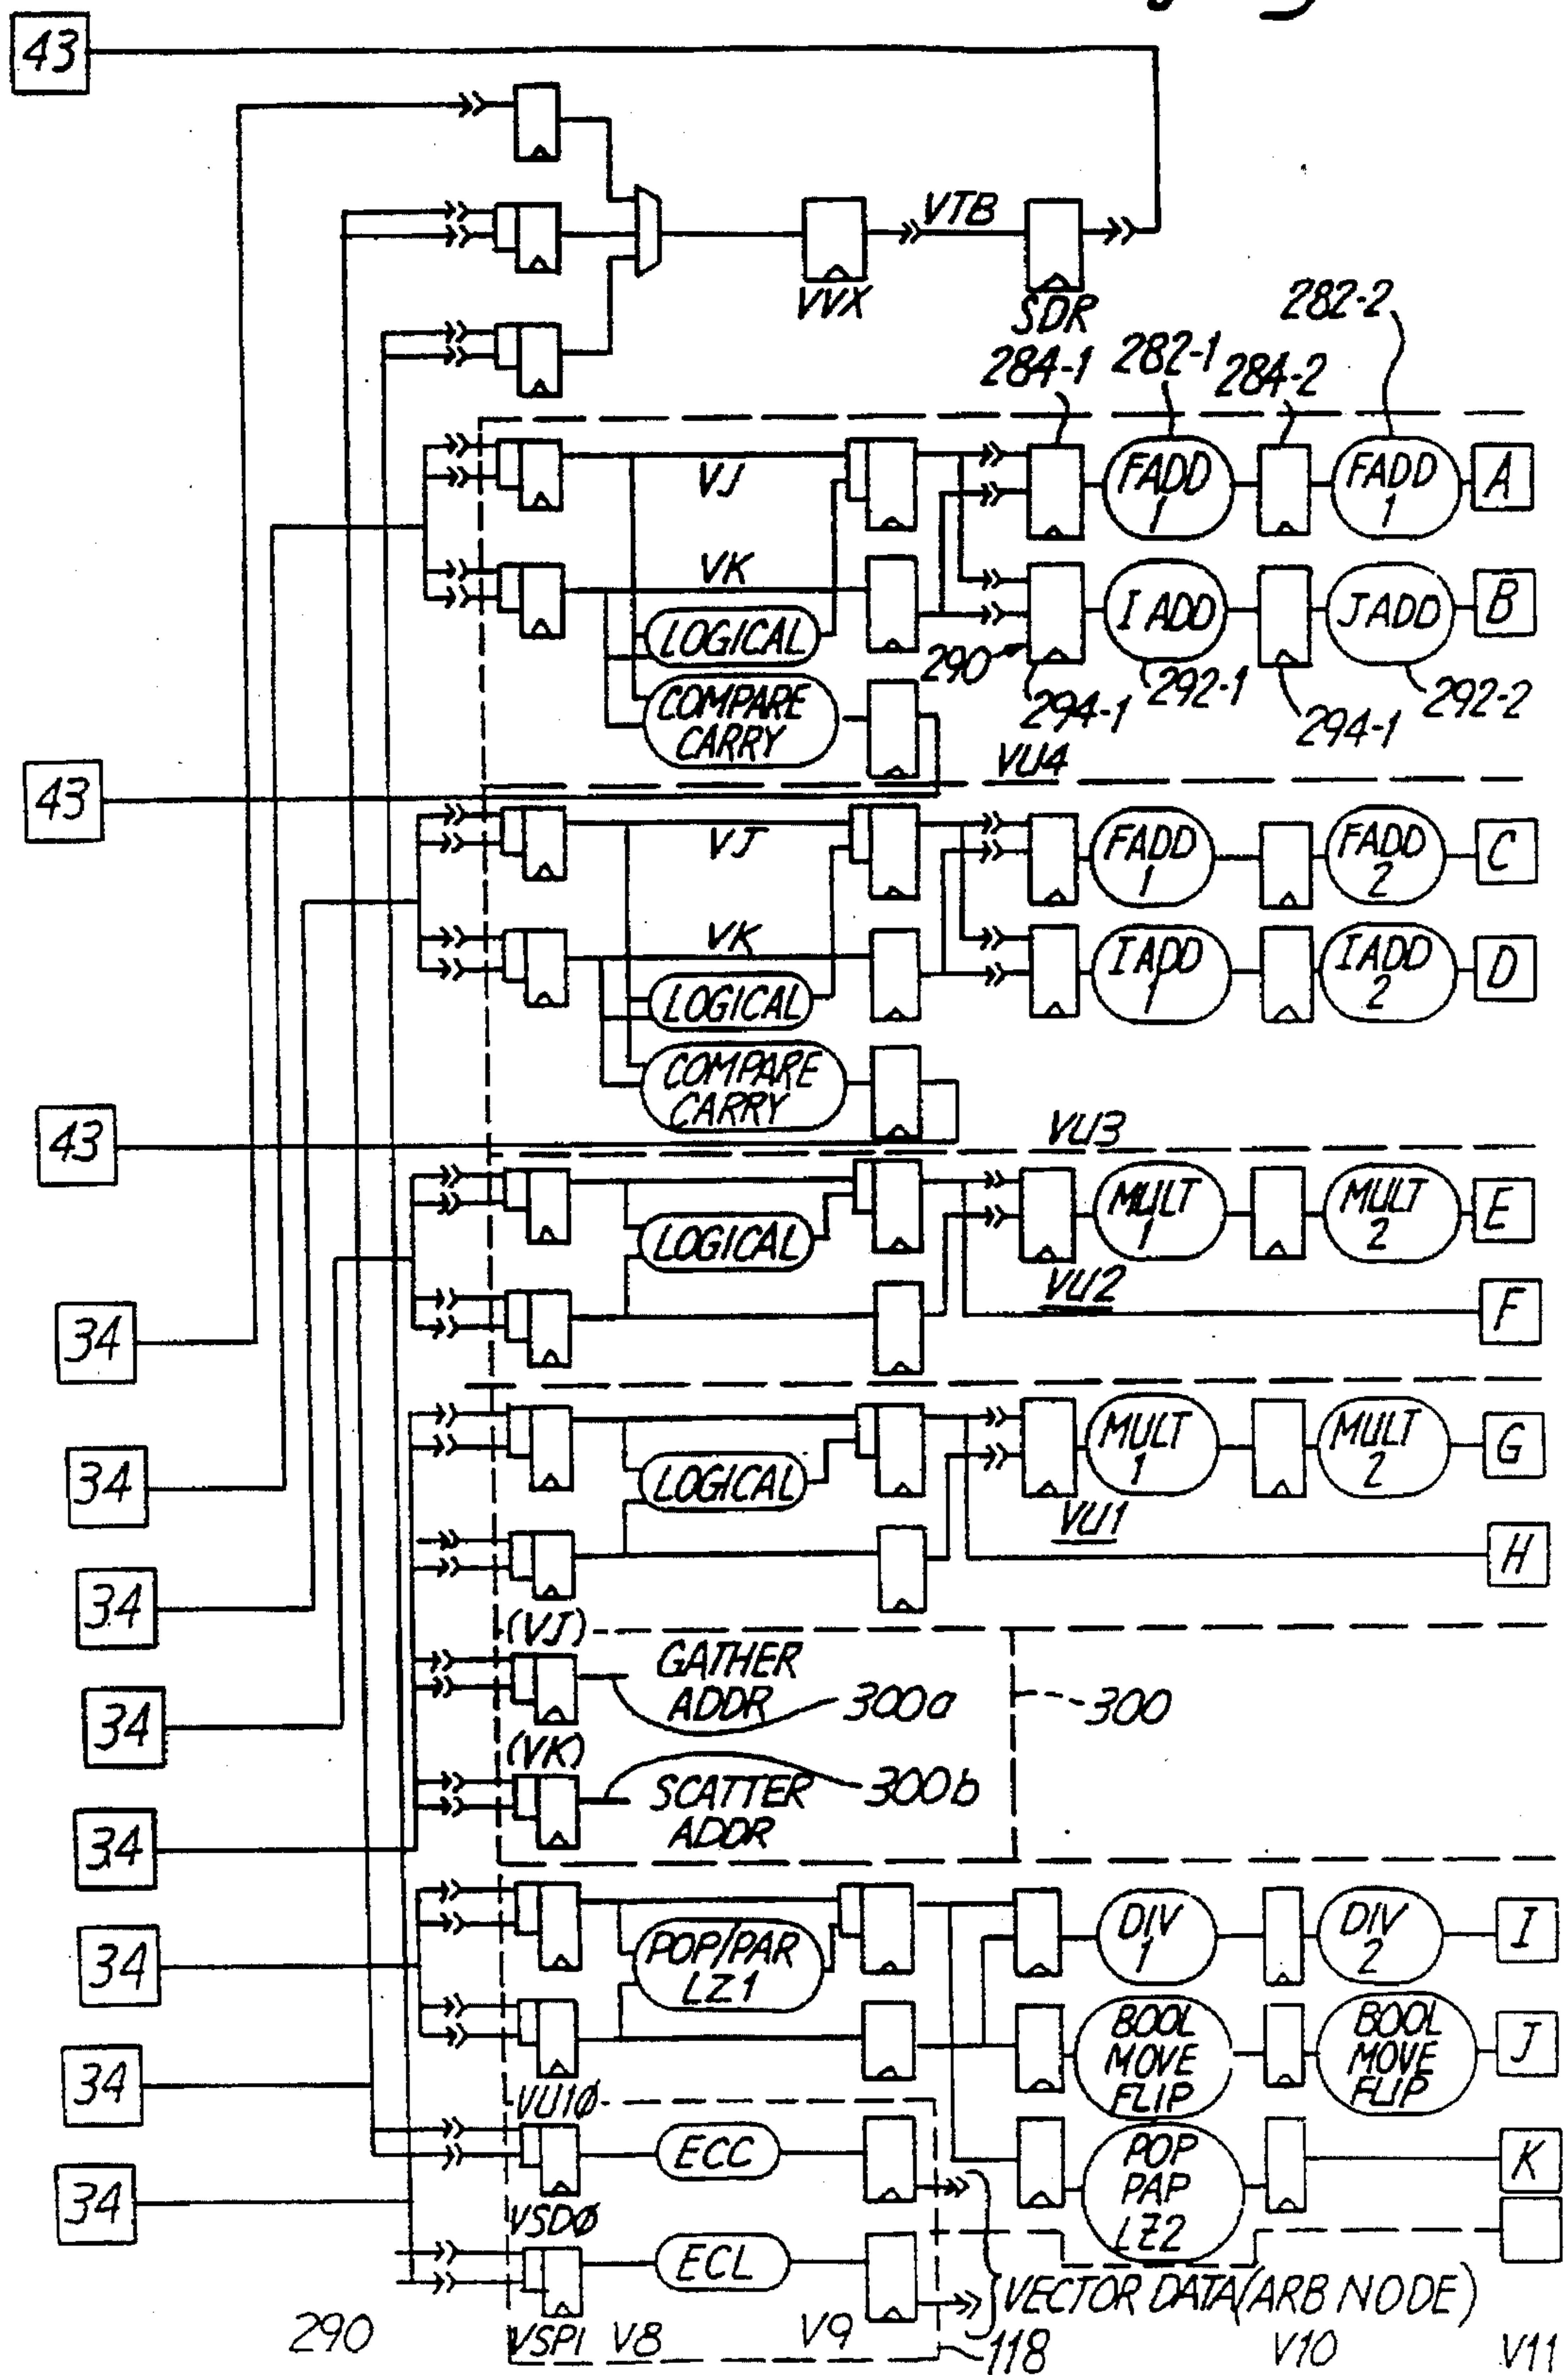 43
VTB
VVX
SDR
282-2
284-1
282-1
284-2
VJ
FADD
1
FADD
1
A
VK
LOGICAL
I ADD
JADD
B
290
294-1
292-1
294-1
292-2
COMPARE
CARRY
VU4
43
VJ
FADD
1
FADD
2
C
VK
LOGICAL
IADD
1
IADD
2
D
COMPARE
CARRY
43
VU3
LOGICAL
MULT
1
MULT
2
E
VU2
F
34
LOGICAL
MULT
1
MULT
2
G
34
VU1
H
34
(VJ)
GATHER
ADDR
300a
300
34
(VK)
SCATTER
ADDR
300b
34
34
POP/PAR
LZ1
DIV
1
DIV
2
I
34
BOOL
MOVE
FLIP
BOOL
MOVE
FLIP
J
VU1Ø
ECC
POP
PAP
LZ2
K
34
VSDØ
ECL
VECTOR DATA (ARB NODE)
290
VSPI
V8
V9
118
V10
V11